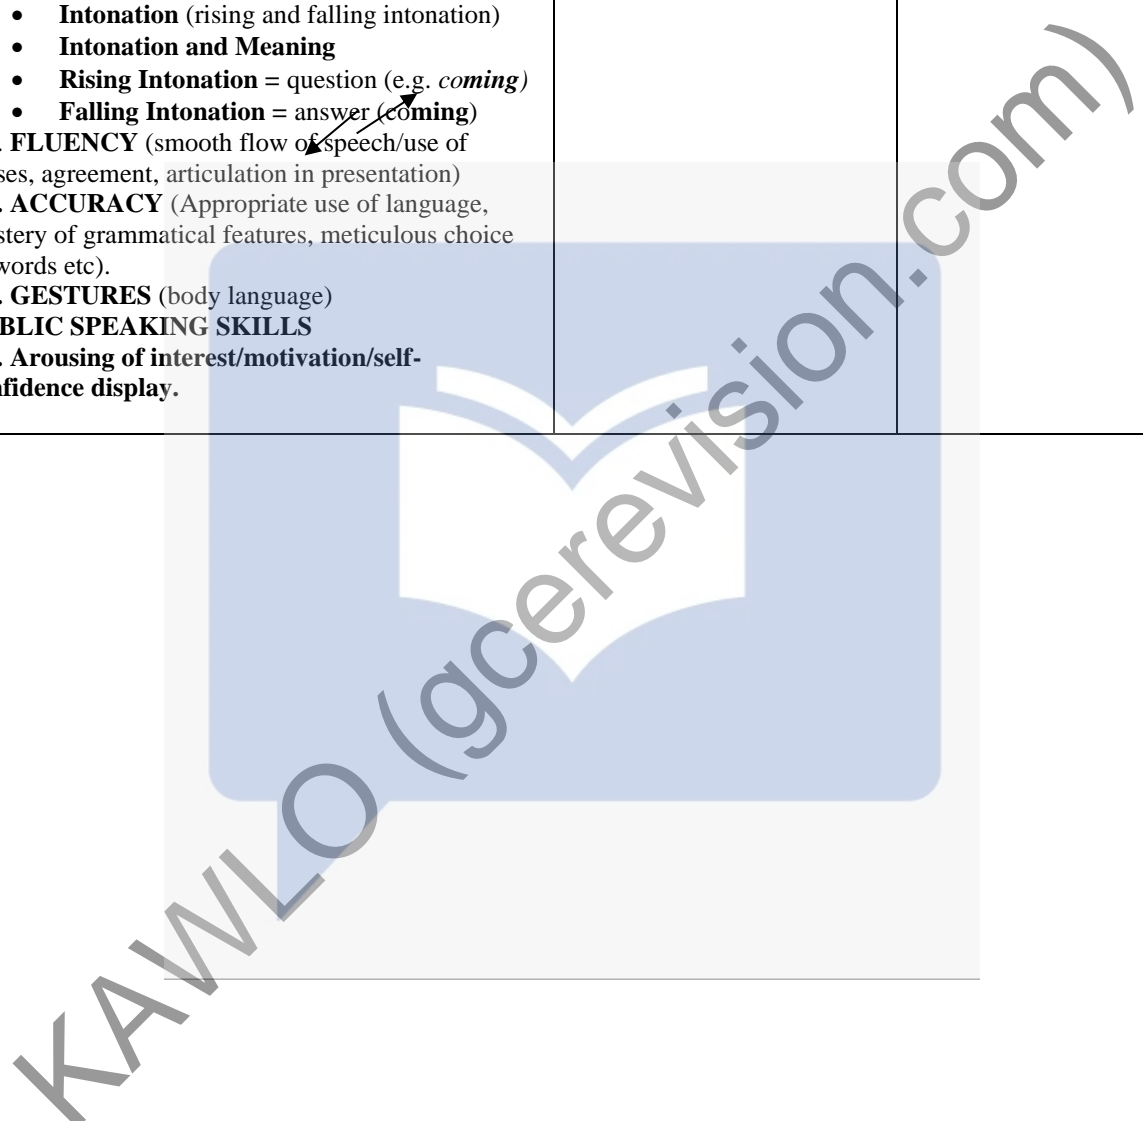 • Intonation (rising and falling intonation)
• Intonation and Meaning
• Rising Intonation = question (e.g. coming)
• Falling Intonation = answer (coming)
. FLUENCY (smooth flow of speech/use of
ses, agreement, articulation in presentation)
. ACCURACY (Appropriate use of language,
stery of grammatical features, meticulous choice
words etc).
. GESTURES (body language)
BLIC SPEAKING SKILLS
. Arousing of interest/motivation/self-
nfidence display.
KAWLO (gcerevision.com)